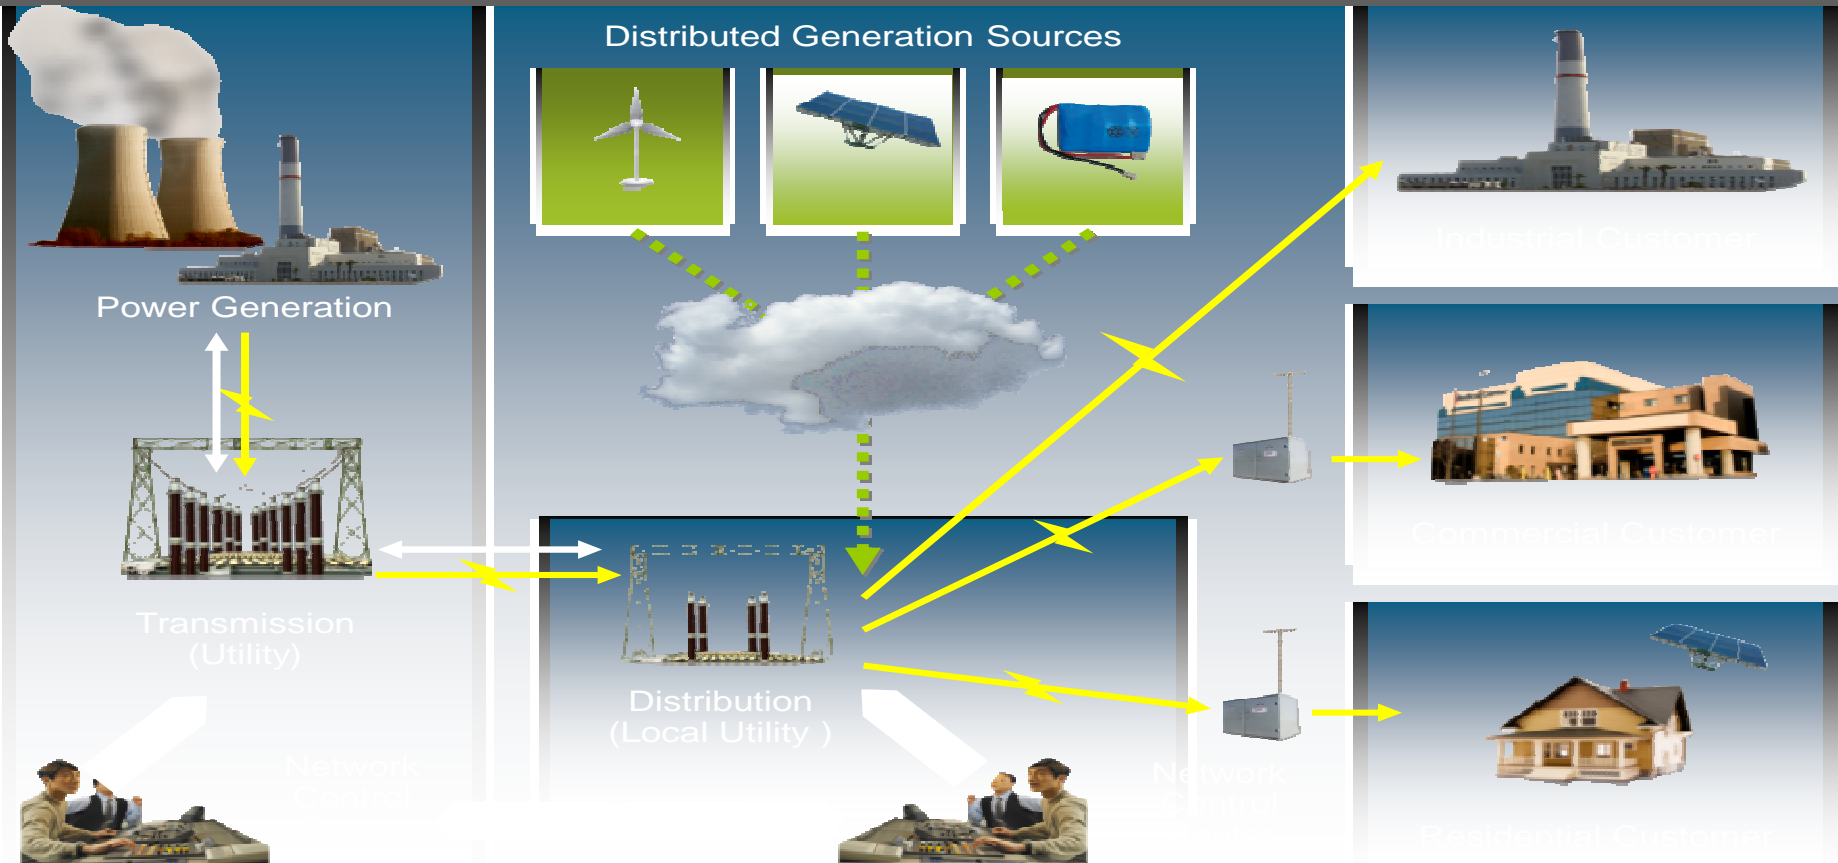 Distributed Generation Sources
Power Generation
Transmission
(Utility)
Distribution
(Local Utility )
Network
Control
Network
Control
Industrial Customer
Commercial Customer
Residential Customer